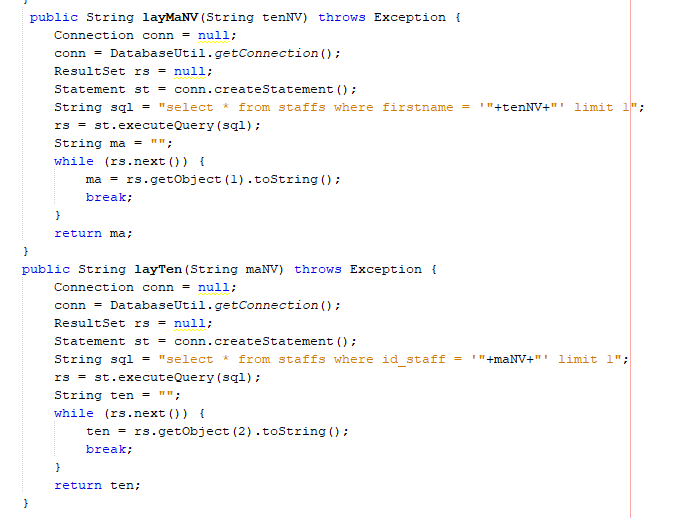 }
public String layMaNV(String tenNV) throws Exception {
Connection conn = null;
conn = DatabaseUtil.getConnection();
ResultSet rs = null;
Statement st = conn.createStatement();
String sql = "select * from staffs where firstname = '"+tenNV+"' limit 1";
rs = st.executeQuery(sql);
String ma = "";
while (rs.next()) {
ma = rs.getObject(1).toString();
break;
}
return ma;
}
public String layTen(String maNV) throws Exception {
Connection conn = null;
conn = DatabaseUtil.getConnection();
ResultSet rs = null;
Statement st = conn.createStatement();
String sql = "select * from staffs where id_staff = '"+maNV+"' limit 1";
rs = st.executeQuery(sql);
String ten = "";
while (rs.next()) {
ten = rs.getObject(2).toString();
break;
}
return ten;
}